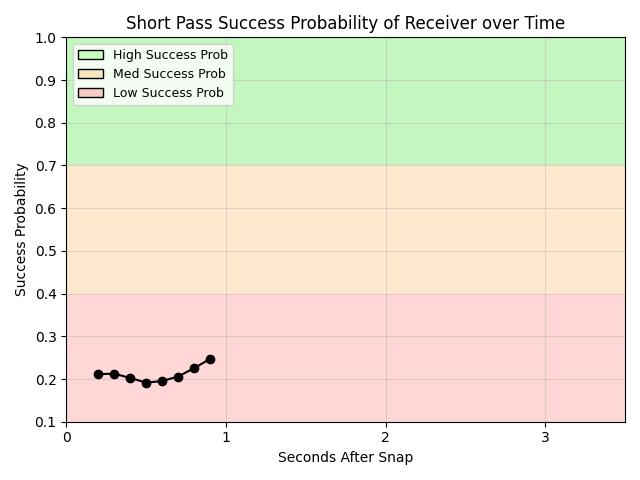 Short Pass Success Probability of Receiver over Time
1.0
High Success Prob
Med Success Prob
Low Success Prob
0.9
0.8
0.7
0.6
0.5
0.4
0.3
0.2
0.1
Success Probability
0 1 2 3
Seconds After Snap